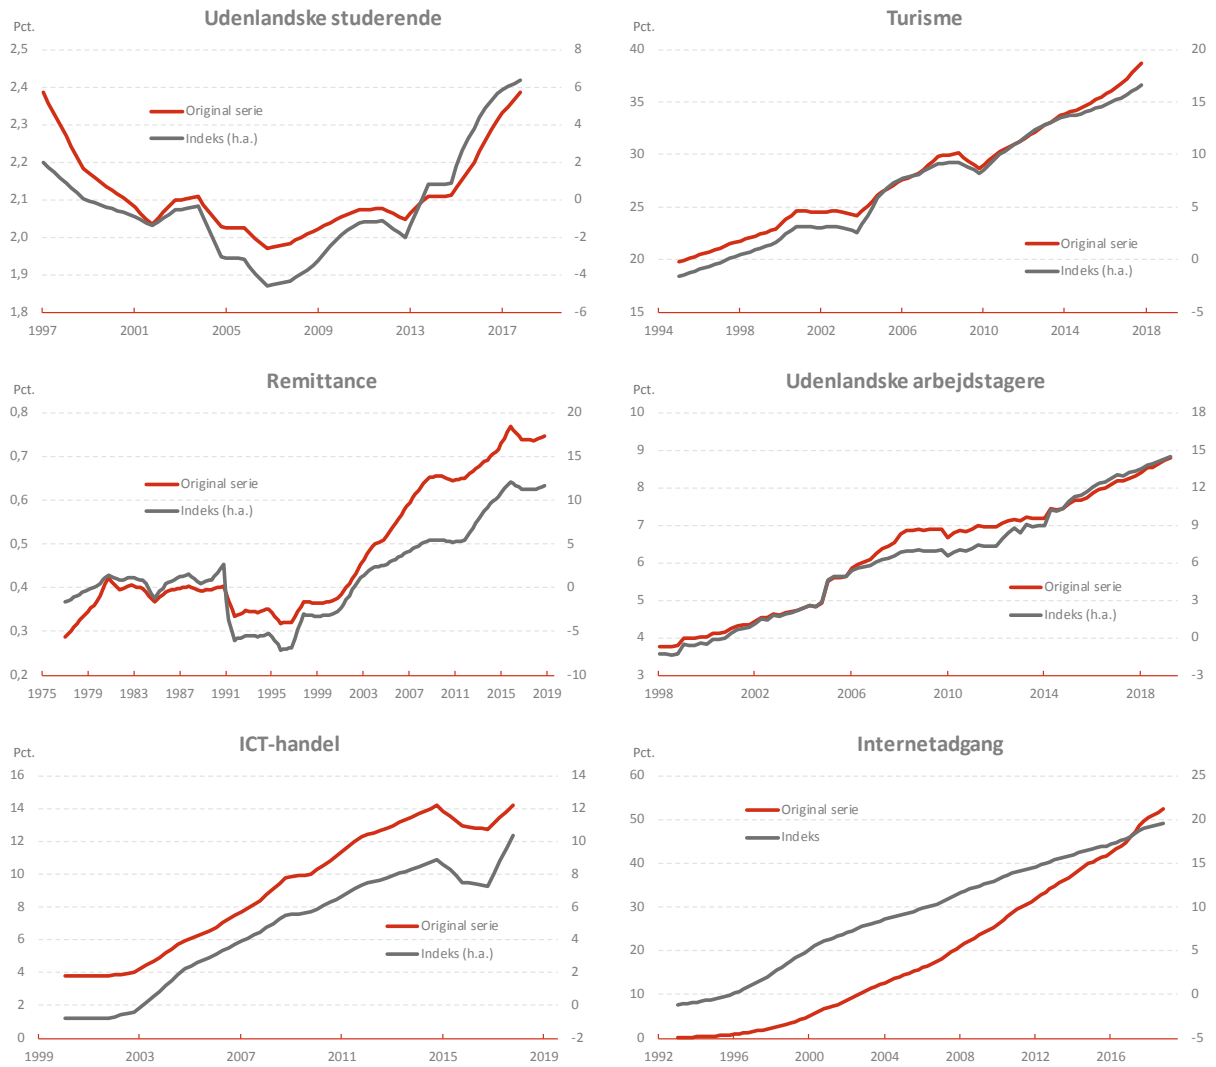 Udenlandske studerende
Pct.
2,5 8
2,4 6
2,3 4
2,2 2
2,1 0
2,0 -2
1,9 -4
1,8 -6
Original serie
Indeks (h.a.)
1997 2001 2005 2009 2013 2017
Turisme
Pct.
40 20
35 15
30 10
25 5
20 0
15 -5
Original serie
Indeks (h.a.)
1994 1998 2002 2006 2010 2014 2018
Remittance
Pct.
0,8 20
0,7 15
0,6 10
0,5 5
0,4 0
0,3 -5
0,2 -10
Original serie
Indeks (h.a.)
1975 1979 1983 1987 1991 1995 1999 2003 2007 2011 2015 2019
Udenlandske arbejdstagere
Pct.
10 18
9 15
8 12
7 9
6 6
5 3
4 0
3 -3
Original serie
Indeks (h.a.)
1998 2002 2006 2010 2014 2018
ICT-handel
Pct.
16 14
14 12
12 10
10 8
8 6
6 4
4 2
2 0
0 -2
Original serie
Indeks (h.a.)
1999 2003 2007 2011 2015 2019
Internetadgang
Pct.
60 25
50 20
40 15
30 10
20 5
10 0
0 -5
Original serie
Indeks
1992 1996 2000 2004 2008 2012 2016